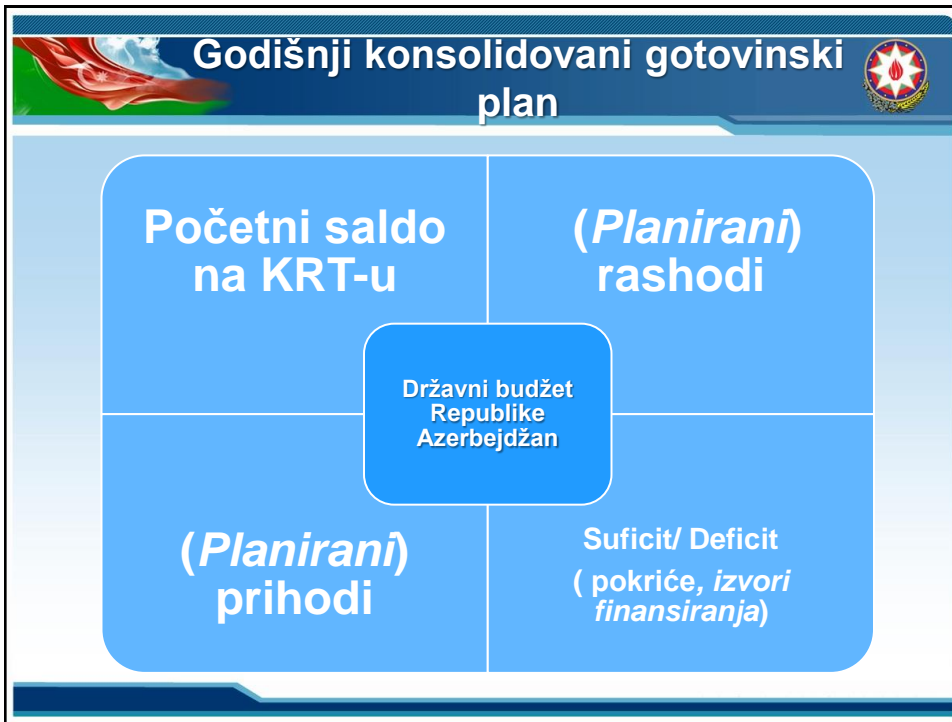 Godišnji konsolidovani gotovinski
plan
Početni saldo
na KRT-u
(Planirani)
rashodi
Državni budžet
Republike
Azerbejdžan
(Planirani)
prihodi
Suficit/ Deficit
( pokriće, izvori
finansiranja)